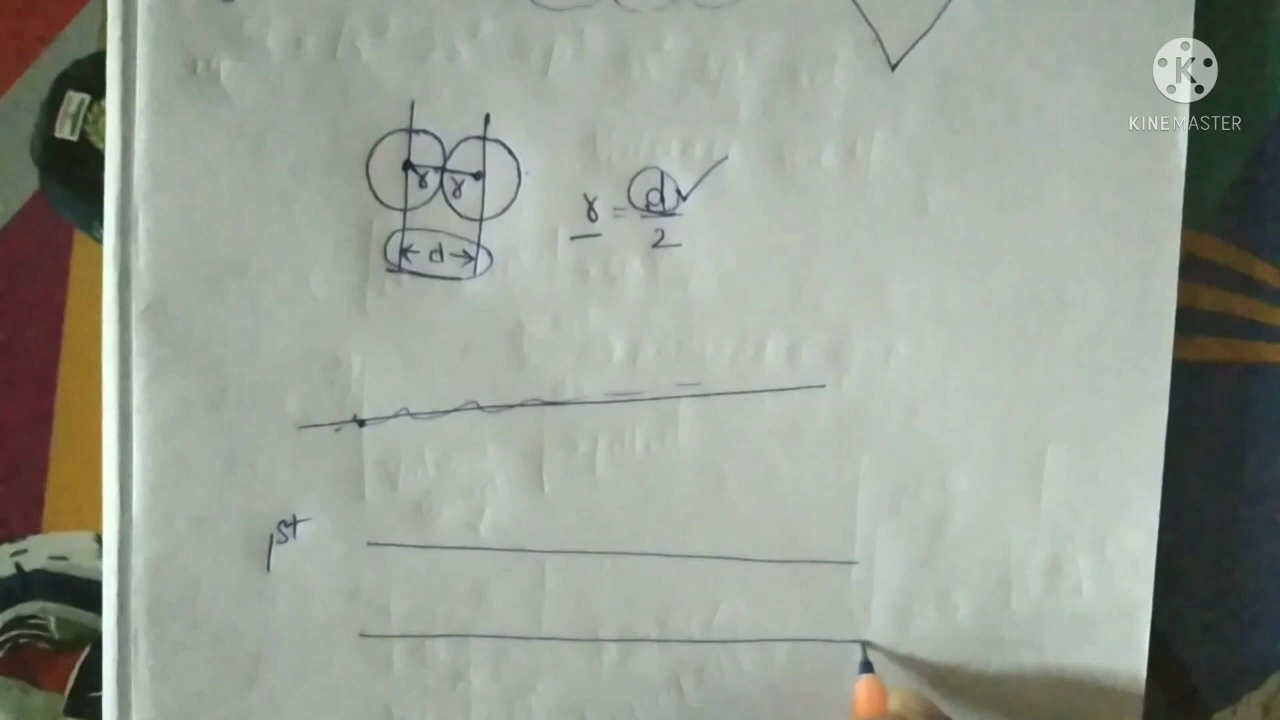 K
KINEMASTER
r r
r = d/2
d
1st